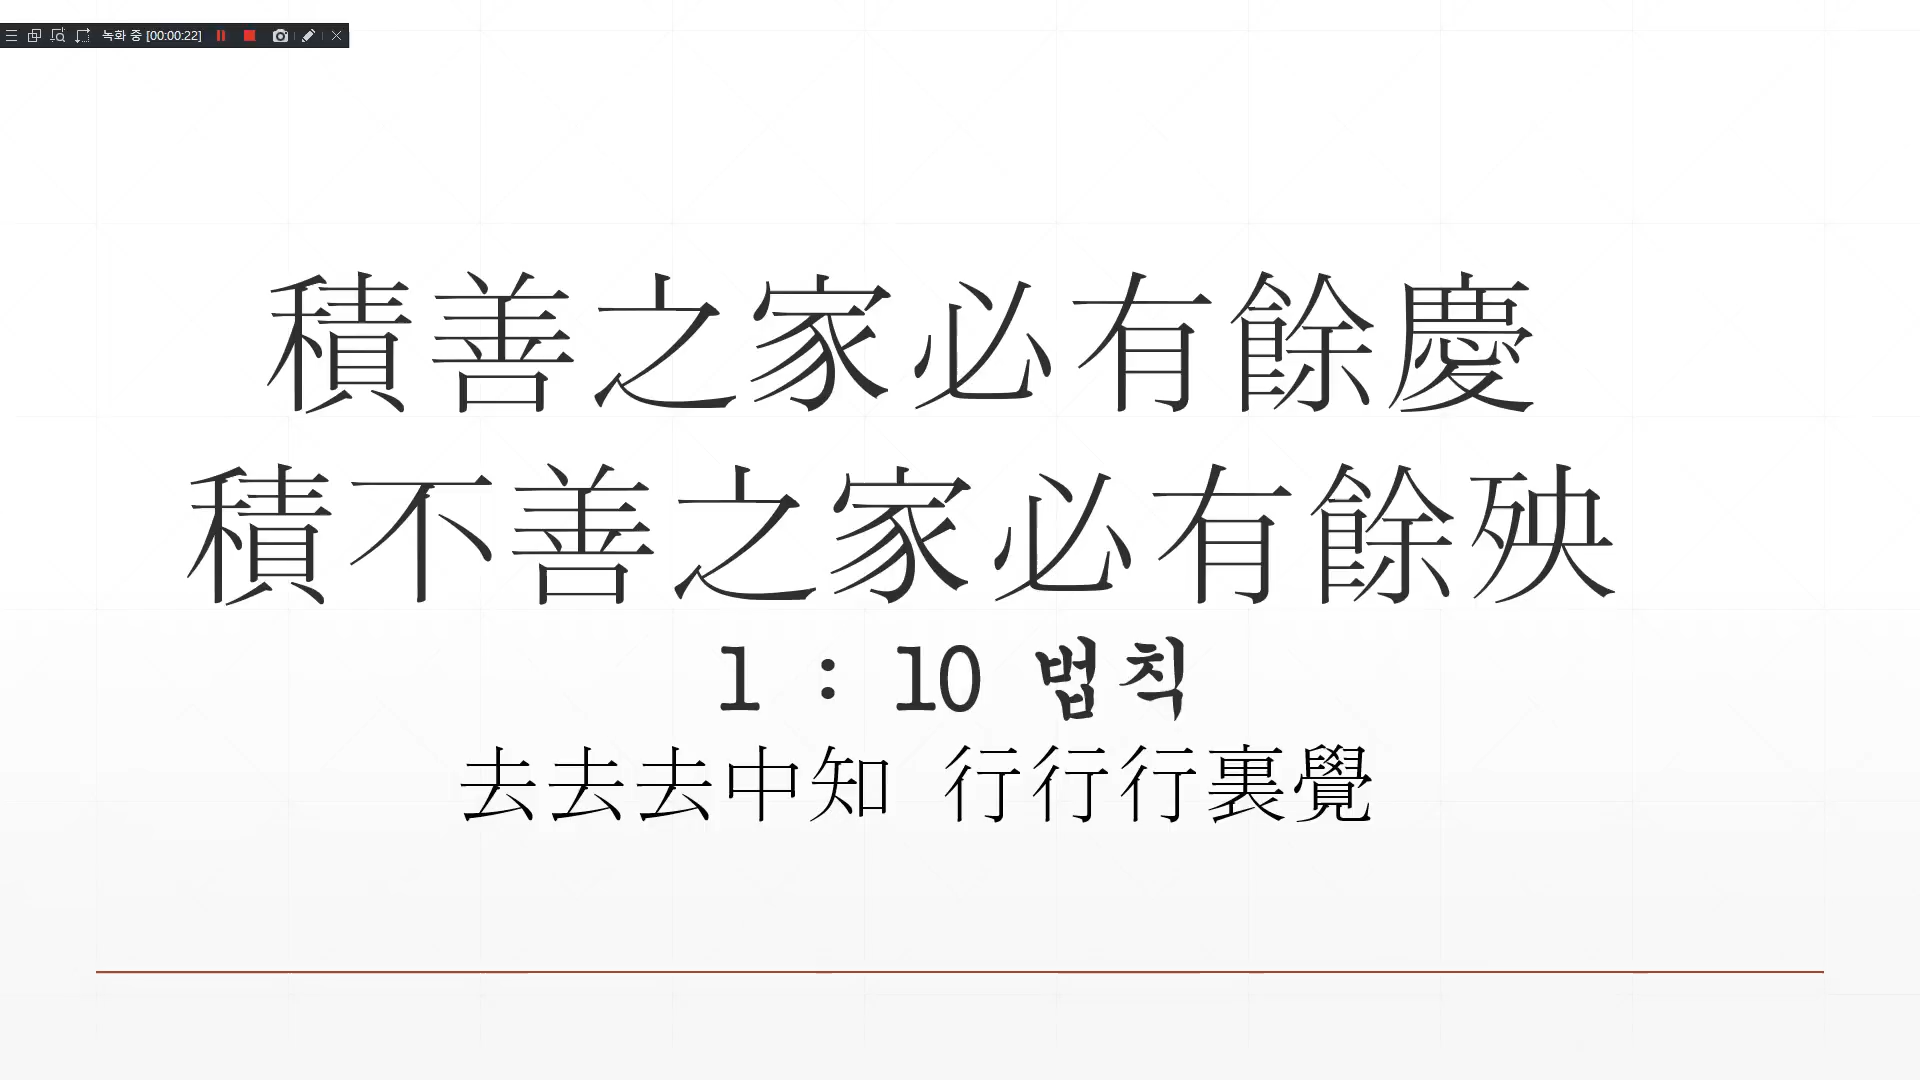 녹화 중 [00:00:22]
積善之家必有餘慶
積不善之家必有餘殃
1 : 10 법칙
去去去中知 行行行裏覺